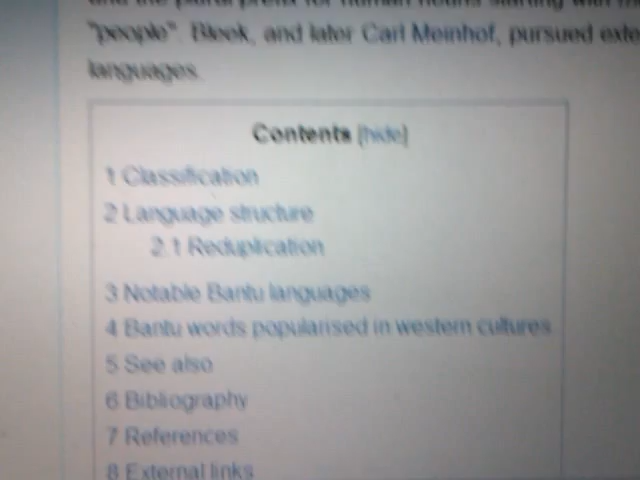 "people". Bleek, and later Carl Meinhof, pursued
languages.
Contents [hide]
1 Classification
2 Language structure
2.1 Reduplication
3 Notable Bantu languages
4 Bantu words popularised in western cultures
5 See also
6 Bibliography
7 References
8 External links